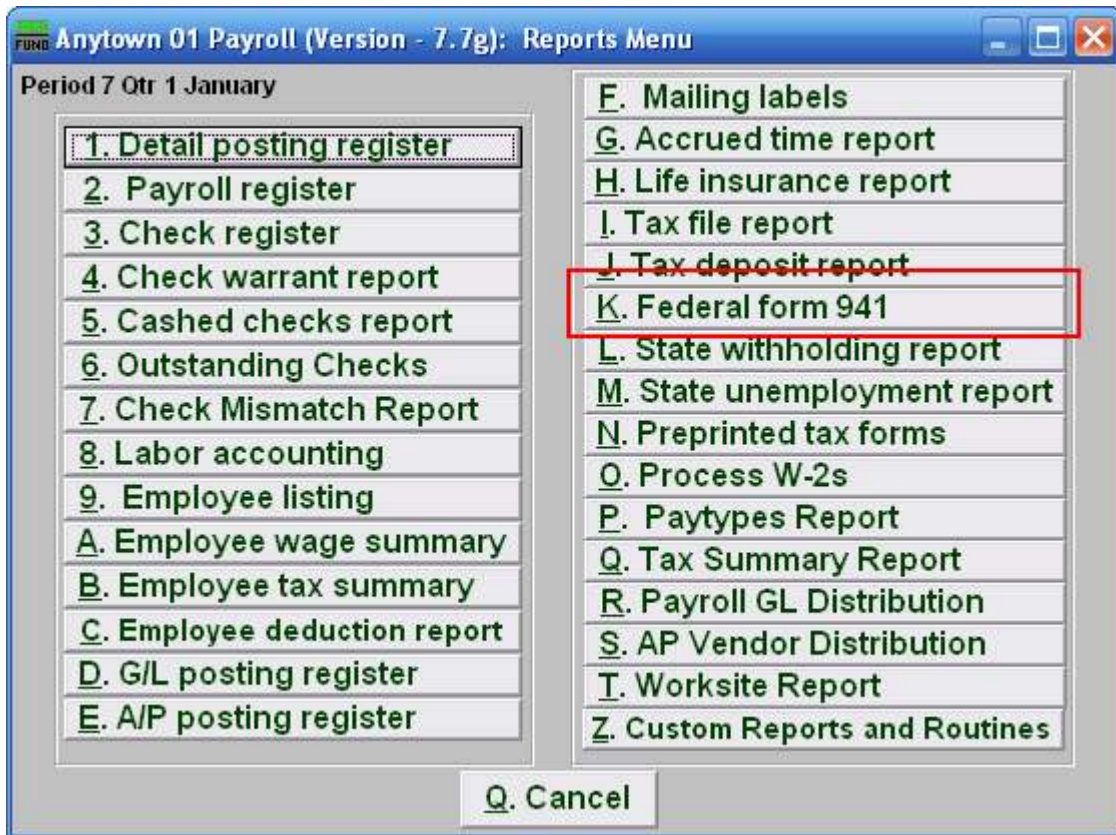 FUND Anytown 01 Payroll (Version - 7.7g): Reports Menu
Period 7 Qtr 1 January
1. Detail posting register
2. Payroll register
3. Check register
4. Check warrant report
5. Cashed checks report
6. Outstanding Checks
7. Check Mismatch Report
8. Labor accounting
9. Employee listing
A. Employee wage summary
B. Employee tax summary
C. Employee deduction report
D. G/L posting register
E. A/P posting register
F. Mailing labels
G. Accrued time report
H. Life insurance report
I. Tax file report
J. Tax deposit report
K. Federal form 941
L. State withholding report
M. State unemployment report
N. Preprinted tax forms
O. Process W-2s
P. Paytypes Report
Q. Tax Summary Report
R. Payroll GL Distribution
S. AP Vendor Distribution
T. Worksite Report
Z. Custom Reports and Routines
Q. Cancel